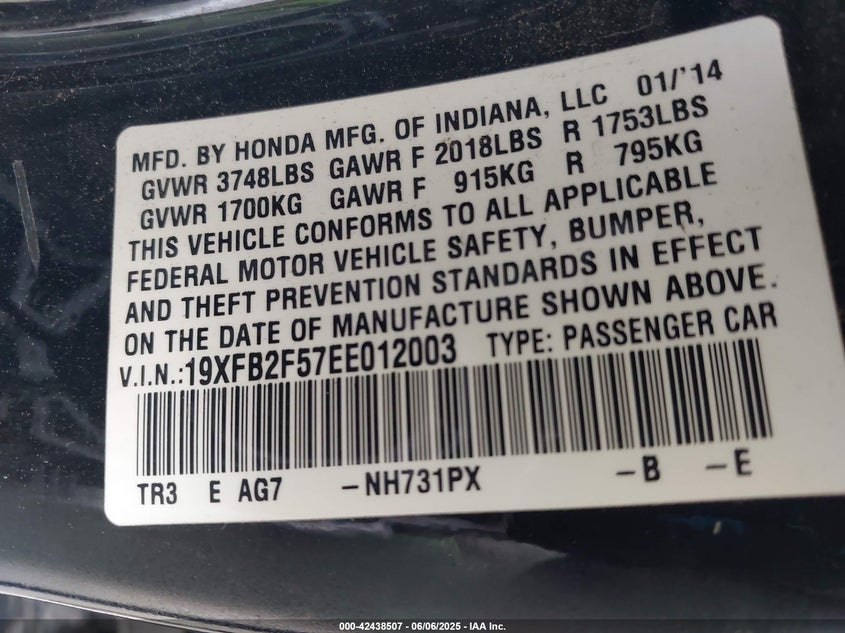 MFD. BY HONDA MFG. OF INDIANA, LLC 01/'14
GVWR 3748LBS GAWR F 2018LBS R 1753LBS
GVWR 1700KG GAWR F 915KG R 795KG
THIS VEHICLE CONFORMS TO ALL APPLICABLE
FEDERAL MOTOR VEHICLE SAFETY, BUMPER,
AND THEFT PREVENTION STANDARDS IN EFFECT
ON THE DATE OF MANUFACTURE SHOWN ABOVE.
V.I.N.:19XFB2F57EE012003 TYPE: PASSENGER CAR
TR3 E AG7 –NH731PX –B –E
000-42438507 - 06/06/2025 - IAA Inc.